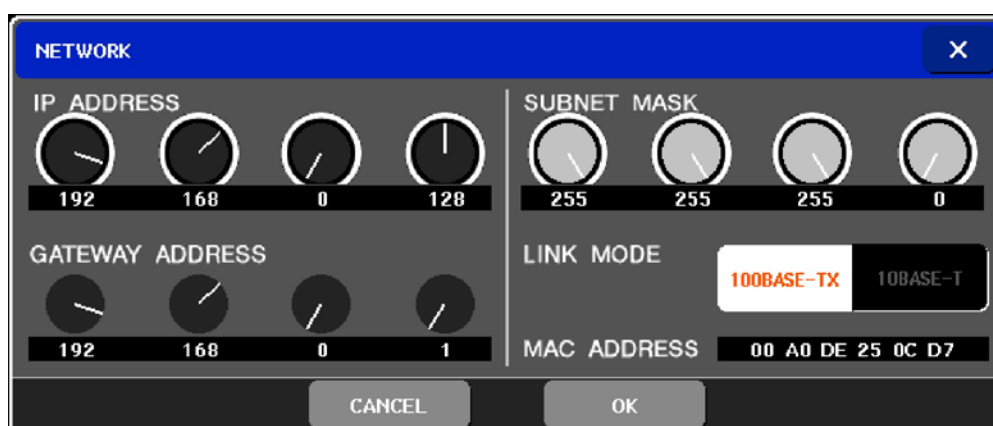 NETWORK
X
IP ADDRESS
192 168 0 128
SUBNET MASK
255 255 255 0
GATEWAY ADDRESS
192 168 0 1
LINK MODE
100BASE-TX 10BASE-T
MAC ADDRESS 00 A0 DE 25 0C D7
CANCEL OK